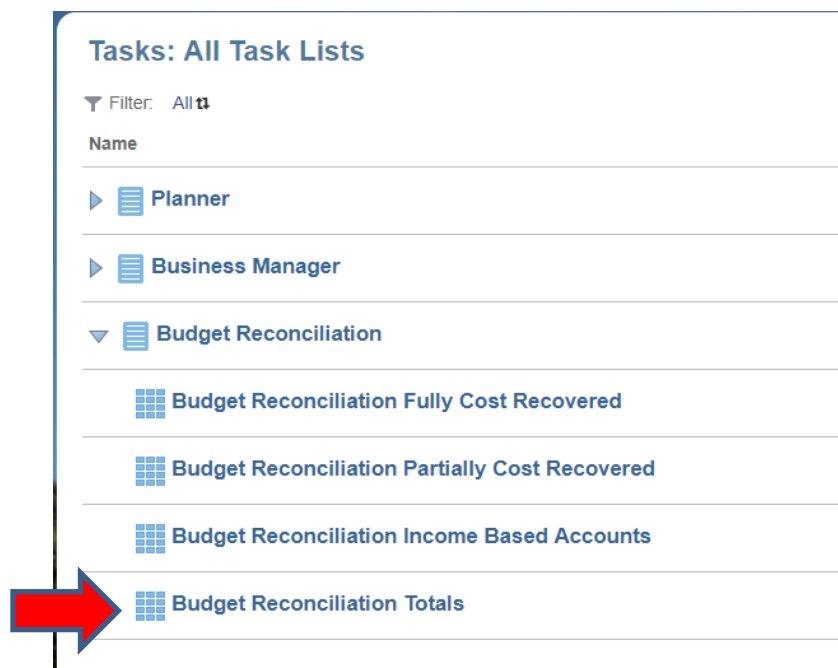 Tasks: All Task Lists
Filter: All
Name
Planner
Business Manager
Budget Reconciliation
Budget Reconciliation Fully Cost Recovered
Budget Reconciliation Partially Cost Recovered
Budget Reconciliation Income Based Accounts
Budget Reconciliation Totals